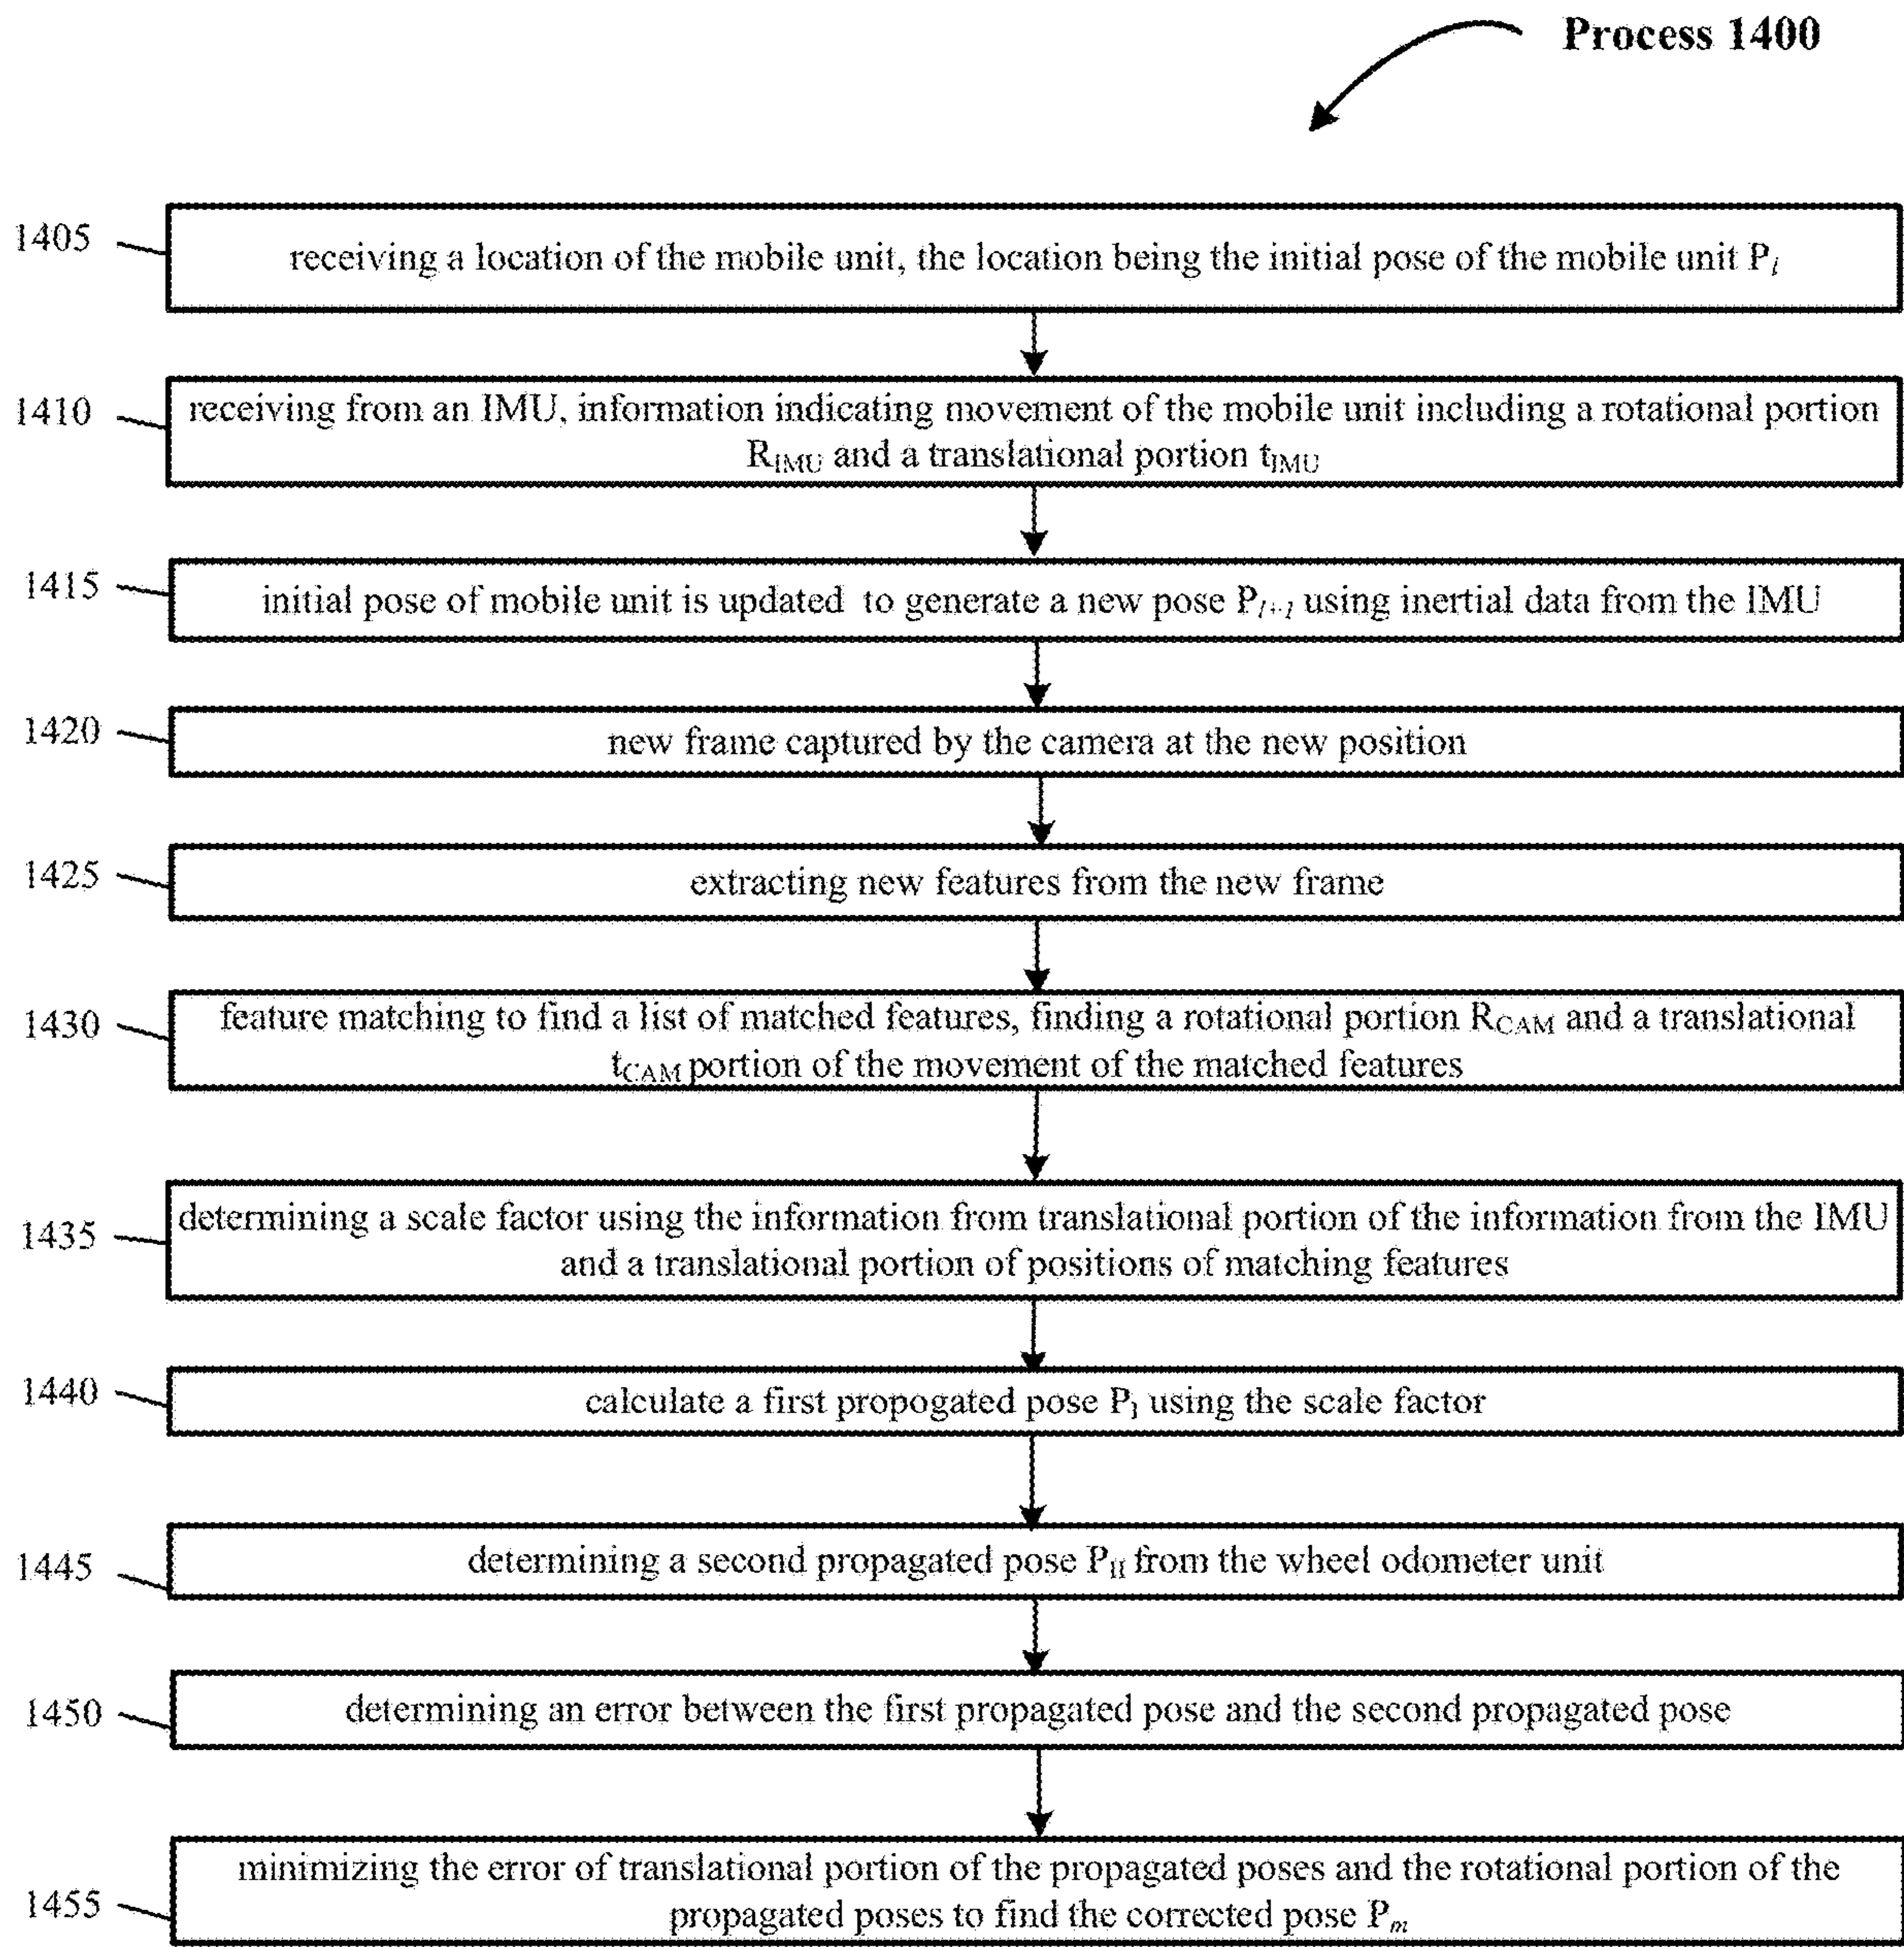 Process 1400
1405
receiving a location of the mobile unit, the location being the initial pose of the mobile unit P_i
1410
receiving from an IMU, information indicating movement of the mobile unit including a rotational portion
R_IMU and a translational portion t_IMU
1415
initial pose of mobile unit is updated to generate a new pose P_i+1 using inertial data from the IMU
1420
new frame captured by the camera at the new position
1425
extracting new features from the new frame
1430
feature matching to find a list of matched features, finding a rotational portion R_CAM and a translational
t_CAM portion of the movement of the matched features
1435
determining a scale factor using the information from translational portion of the information from the IMU
and a translational portion of positions of matching features
1440
calculate a first propogated pose P_I using the scale factor
1445
determining a second propagated pose P_II from the wheel odometer unit
1450
determining an error between the first propagated pose and the second propagated pose
1455
minimizing the error of translational portion of the propagated poses and the rotational portion of the
propagated poses to find the corrected pose P_m